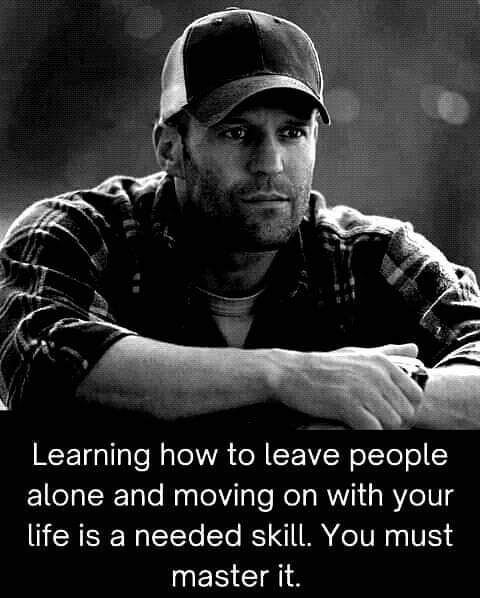 Learning how to leave people
alone and moving on with your
life is a needed skill. You must
master it.